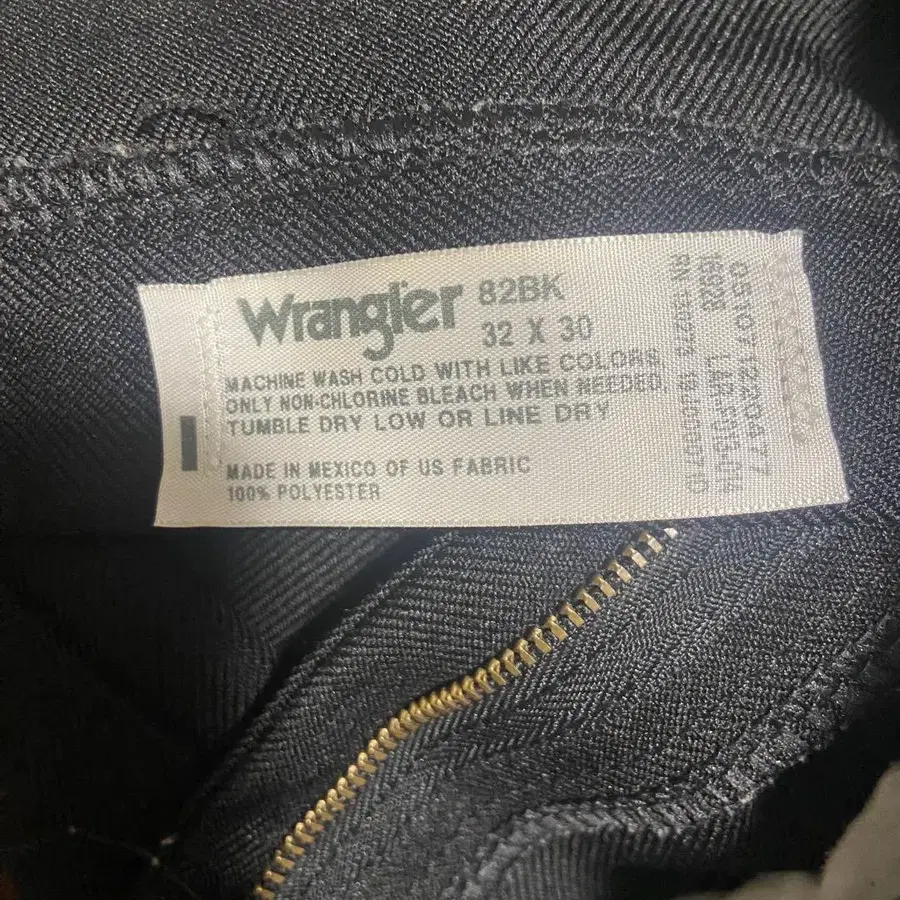 Wrangler 82BK
32 X 30
MACHINE WASH COLD WITH LIKE COLORS
ONLY NON-CHLORINE BLEACH WHEN NEEDED.
TUMBLE DRY LOW OR LINE DRY
MADE IN MEXICO OF US FABRIC
100% POLYESTER
051071220477